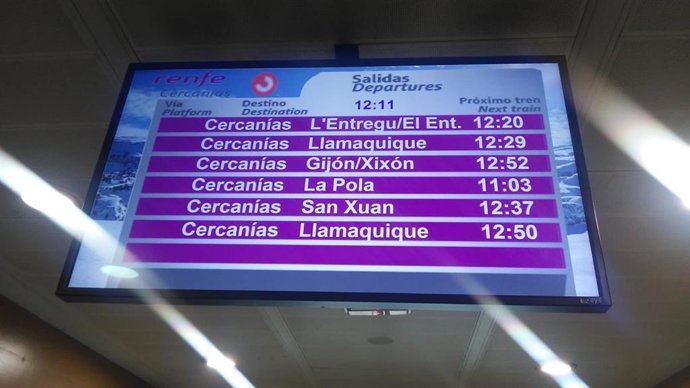 renfe
Cercanías
Salidas
Departures
Vía
Platform
Destino
Destination
12:11
Próximo tren
Next train
Cercanías L'Entregu/El Ent. 12:20
Cercanías Llamaquique 12:29
Cercanías Gijón/Xixón 12:52
Cercanías La Pola 11:03
Cercanías San Xuan 12:37
Cercanías Llamaquique 12:50